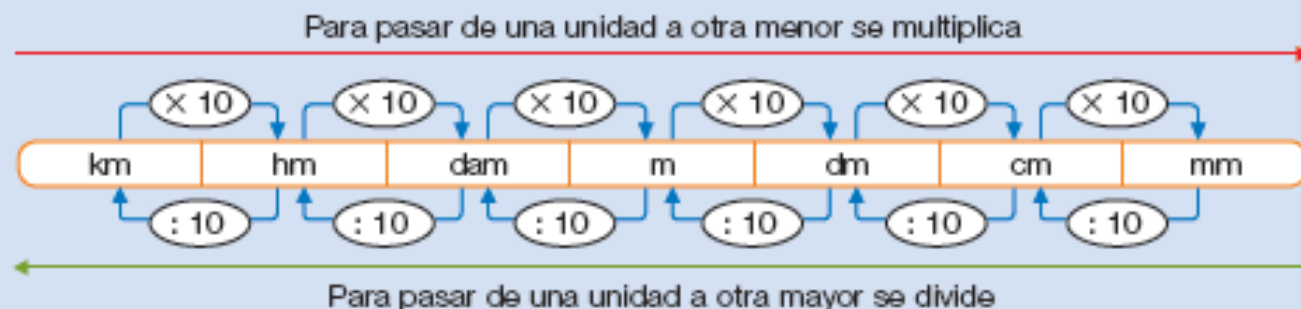 Para pasar de una unidad a otra menor se multiplica
× 10 × 10 × 10 × 10 × 10 × 10
km hm dam m dm cm mm
: 10 : 10 : 10 : 10 : 10 : 10
Para pasar de una unidad a otra mayor se divide